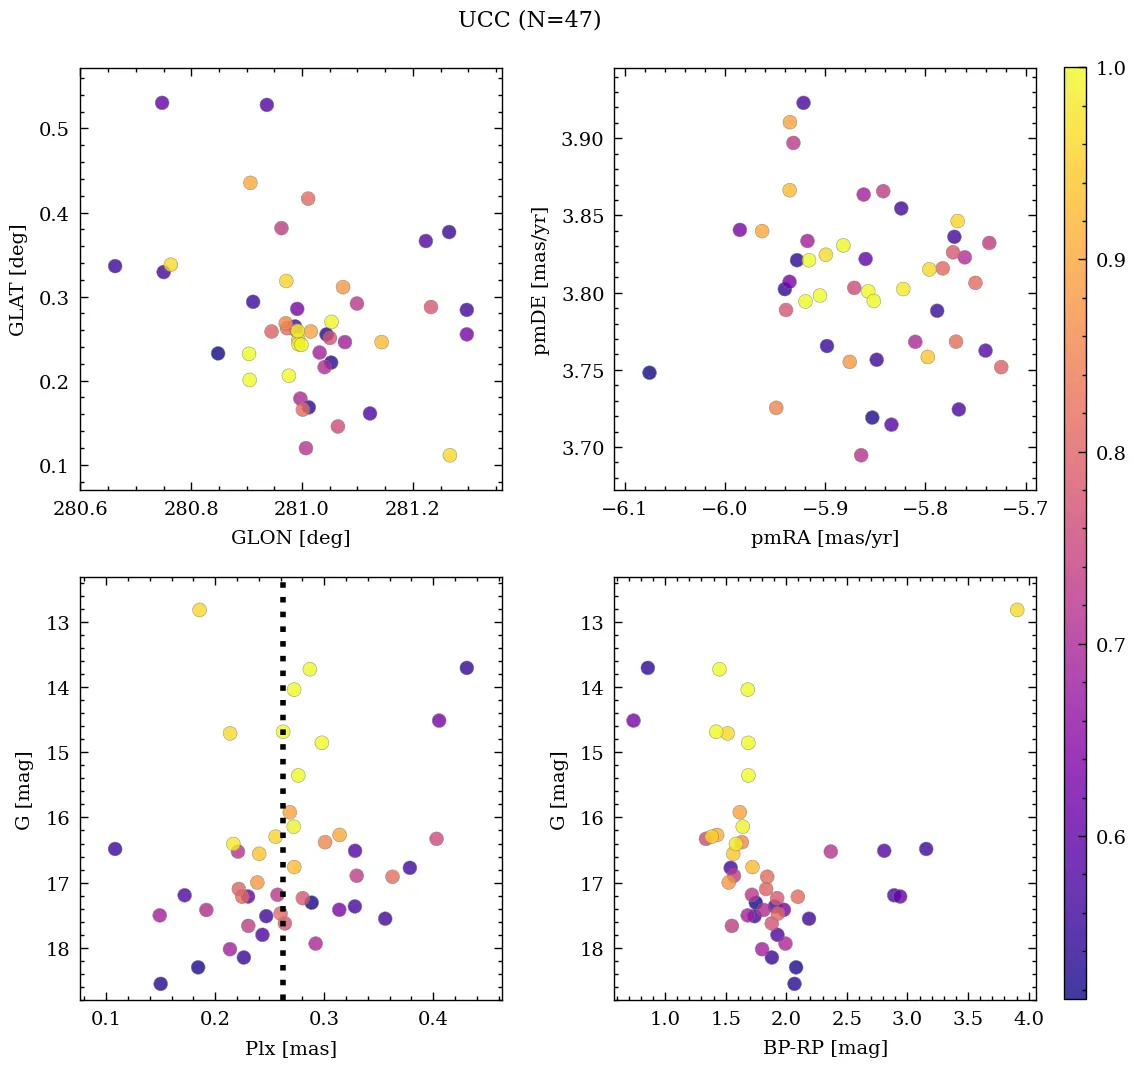 UCC (N=47)
0.5
0.4
0.3
0.2
0.1
GLAT [deg]
280.6 280.8 281.0 281.2
GLON [deg]
3.90
3.85
3.80
3.75
3.70
pmDE [mas/yr]
−6.1 −6.0 −5.9 −5.8 −5.7
pmRA [mas/yr]
13
14
15
16
17
18
G [mag]
0.1 0.2 0.3 0.4
Plx [mas]
13
14
15
16
17
18
G [mag]
1.0 1.5 2.0 2.5 3.0 3.5 4.0
BP-RP [mag]
1.0
0.9
0.8
0.7
0.6